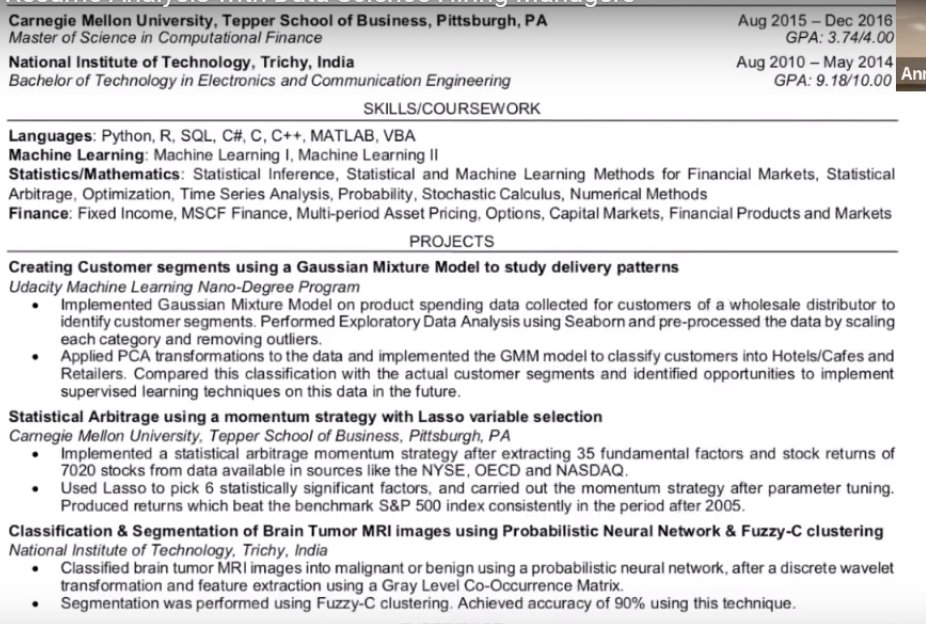 Resume Analysis with Data Science Hiring Managers
Carnegie Mellon University, Tepper School of Business, Pittsburgh, PA Aug 2015 – Dec 2016
Master of Science in Computational Finance GPA: 3.74/4.00
National Institute of Technology, Trichy, India Aug 2010 – May 2014
Bachelor of Technology in Electronics and Communication Engineering GPA: 9.18/10.00
SKILLS/COURSEWORK
Languages: Python, R, SQL, C#, C, C++, MATLAB, VBA
Machine Learning: Machine Learning I, Machine Learning II
Statistics/Mathematics: Statistical Inference, Statistical and Machine Learning Methods for Financial Markets, Statistical
Arbitrage, Optimization, Time Series Analysis, Probability, Stochastic Calculus, Numerical Methods
Finance: Fixed Income, MSCF Finance, Multi-period Asset Pricing, Options, Capital Markets, Financial Products and Markets
PROJECTS
Creating Customer segments using a Gaussian Mixture Model to study delivery patterns
Udacity Machine Learning Nano-Degree Program
• Implemented Gaussian Mixture Model on product spending data collected for customers of a wholesale distributor to
identify customer segments. Performed Exploratory Data Analysis using Seaborn and pre-processed the data by scaling
each category and removing outliers.
• Applied PCA transformations to the data and implemented the GMM model to classify customers into Hotels/Cafes and
Retailers. Compared this classification with the actual customer segments and identified opportunities to implement
supervised learning techniques on this data in the future.
Statistical Arbitrage using a momentum strategy with Lasso variable selection
Carnegie Mellon University, Tepper School of Business, Pittsburgh, PA
• Implemented a statistical arbitrage momentum strategy after extracting 35 fundamental factors and stock returns of
7020 stocks from data available in sources like the NYSE, OECD and NASDAQ.
• Used Lasso to pick 6 statistically significant factors, and carried out the momentum strategy after parameter tuning.
Produced returns which beat the benchmark S&P 500 index consistently in the period after 2005.
Classification & Segmentation of Brain Tumor MRI images using Probabilistic Neural Network & Fuzzy-C clustering
National Institute of Technology, Trichy, India
• Classified brain tumor MRI images into malignant or benign using a probabilistic neural network, after a discrete wavelet
transformation and feature extraction using a Gray Level Co-Occurrence Matrix.
• Segmentation was performed using Fuzzy-C clustering. Achieved accuracy of 90% using this technique.